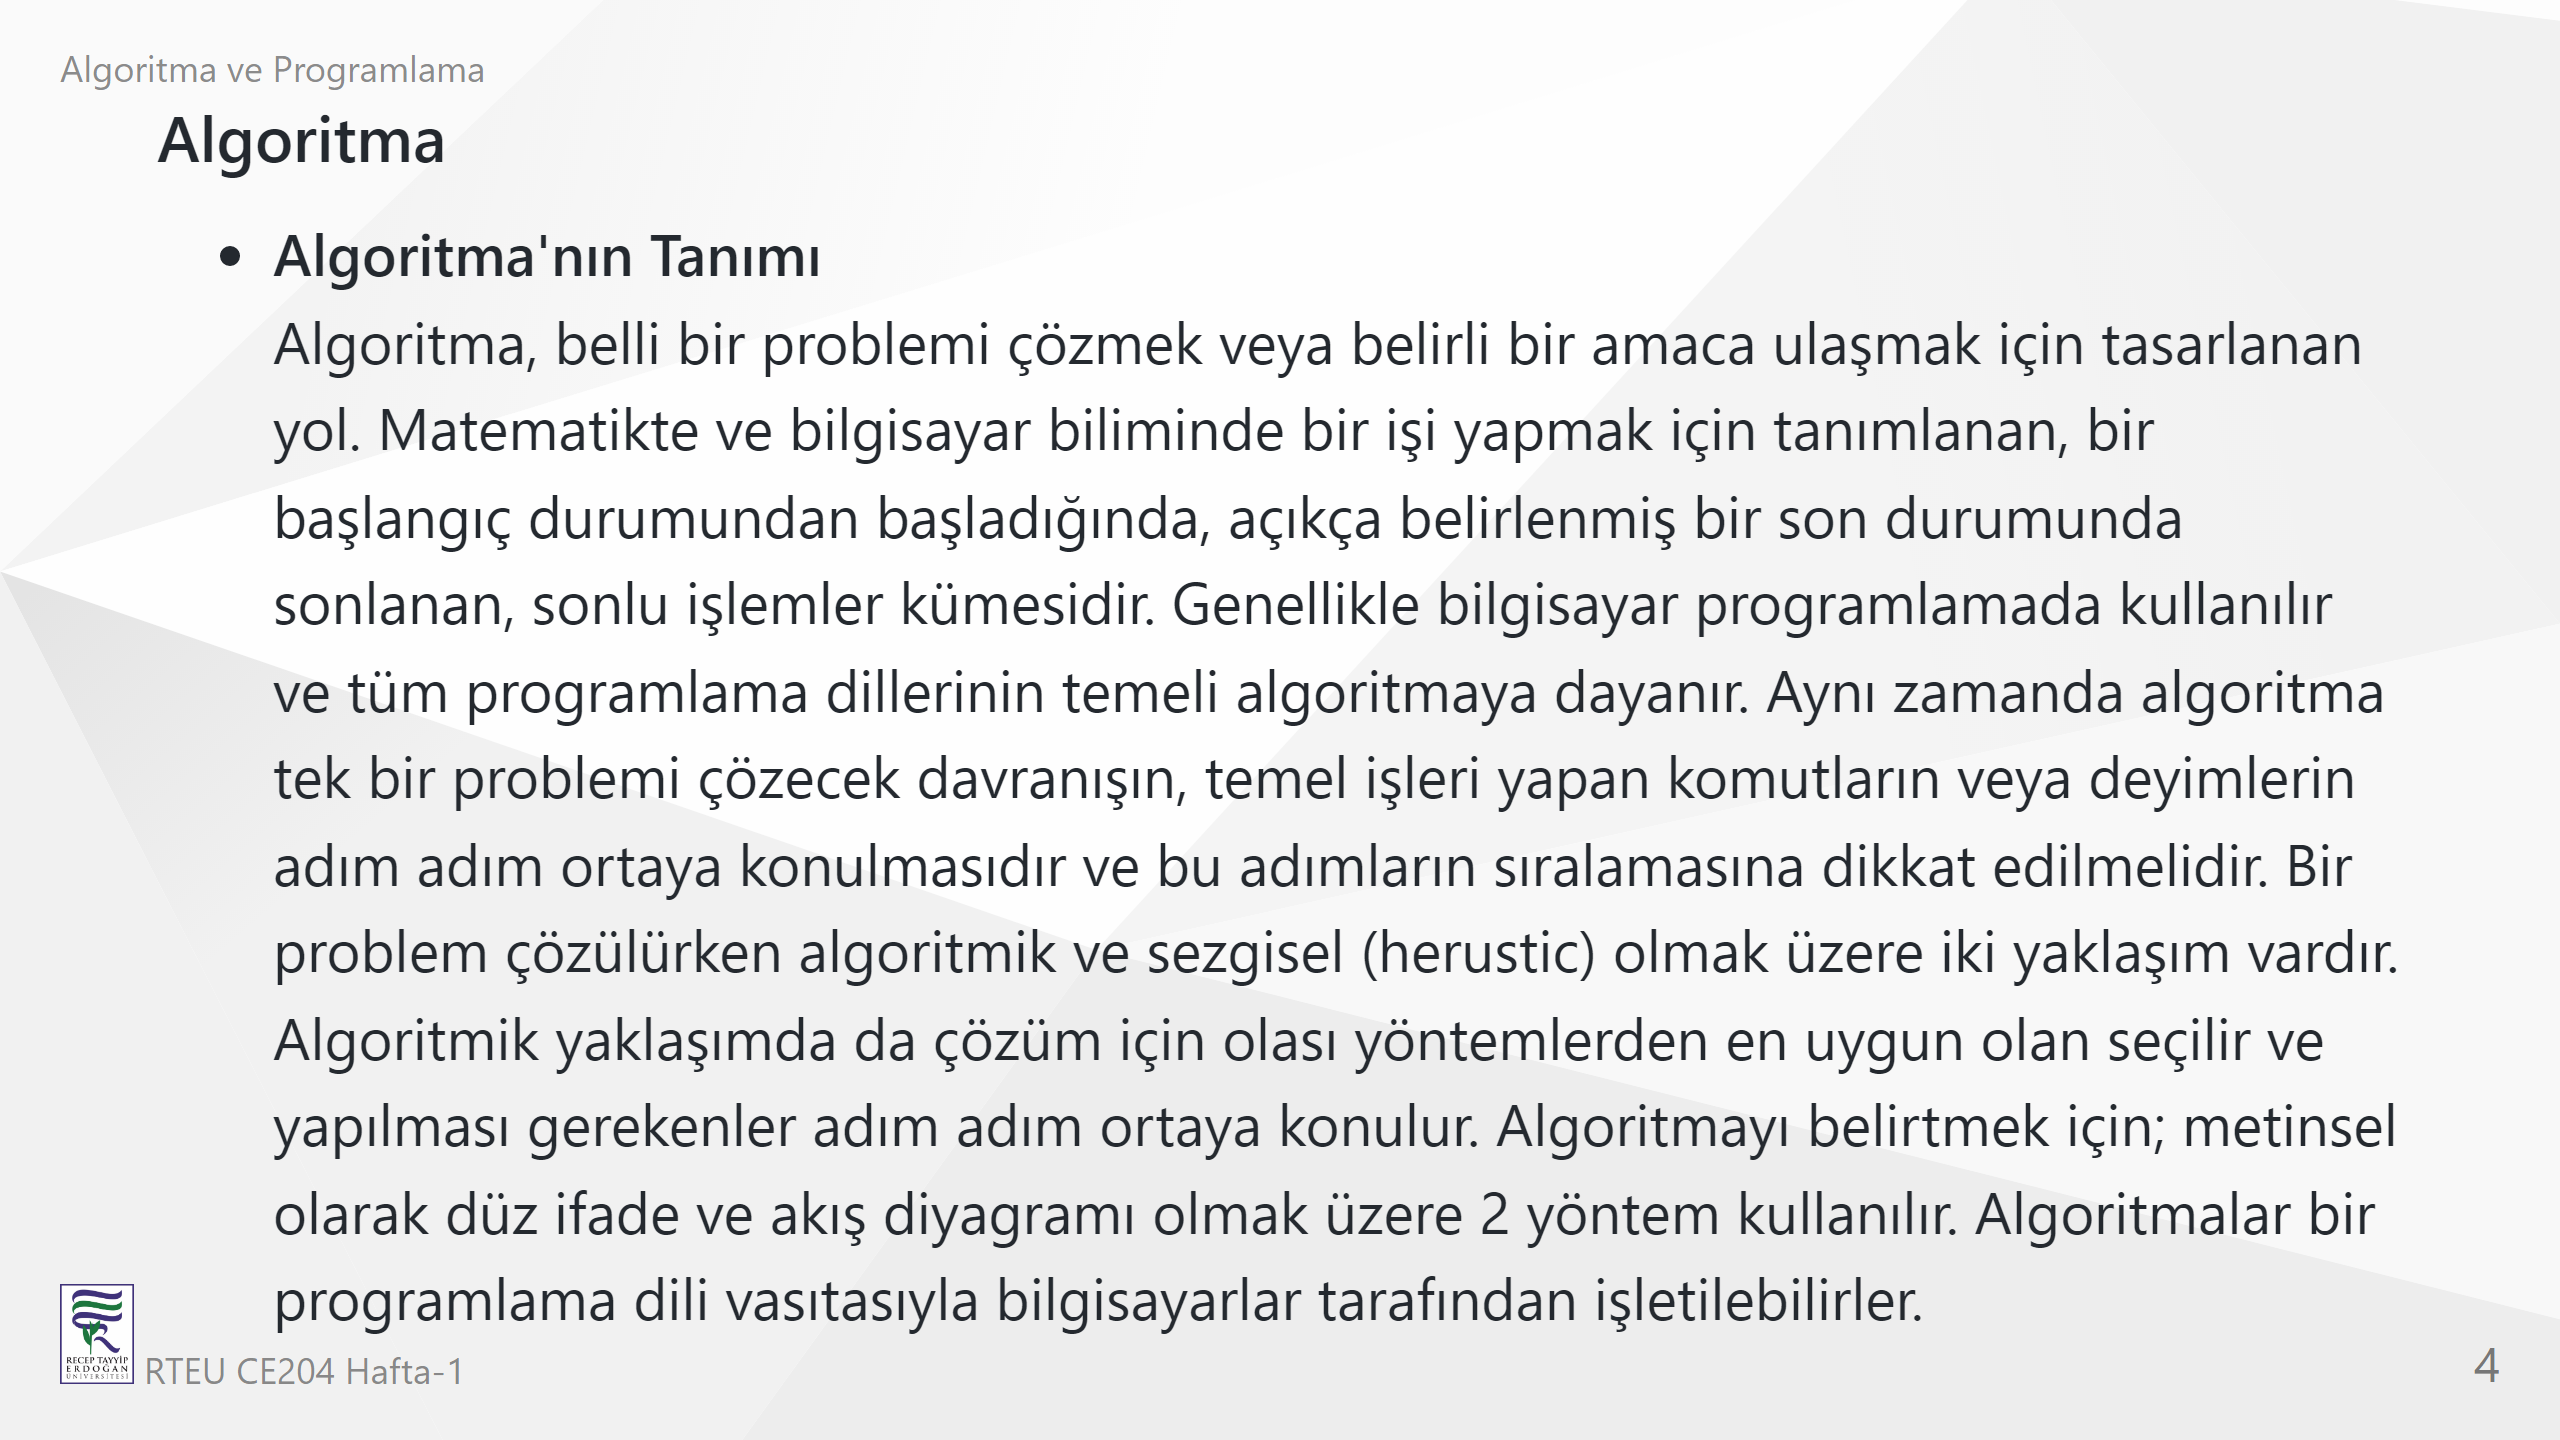 Algoritma ve Programlama
Algoritma
• Algoritma'nın Tanımı
Algoritma, belli bir problemi çözmek veya belirli bir amaca ulaşmak için tasarlanan
yol. Matematikte ve bilgisayar biliminde bir işi yapmak için tanımlanan, bir
başlangıç durumundan başladığında, açıkça belirlenmiş bir son durumunda
sonlanan, sonlu işlemler kümesidir. Genellikle bilgisayar programlamada kullanılır
ve tüm programlama dillerinin temeli algoritmaya dayanır. Aynı zamanda algoritma
tek bir problemi çözecek davranışın, temel işleri yapan komutların veya deyimlerin
adım adım ortaya konulmasıdır ve bu adımların sıralamasına dikkat edilmelidir. Bir
problem çözülürken algoritmik ve sezgisel (herustic) olmak üzere iki yaklaşım vardır.
Algoritmik yaklaşımda da çözüm için olası yöntemlerden en uygun olan seçilir ve
yapılması gerekenler adım adım ortaya konulur. Algoritmayı belirtmek için; metinsel
olarak düz ifade ve akış diyagramı olmak üzere 2 yöntem kullanılır. Algoritmalar bir
programlama dili vasıtasıyla bilgisayarlar tarafından işletilebilirler.
RECEP TAYYİP
ERDOĞAN
ÜNİVERSİTESİ
RTEU CE204 Hafta-1
4